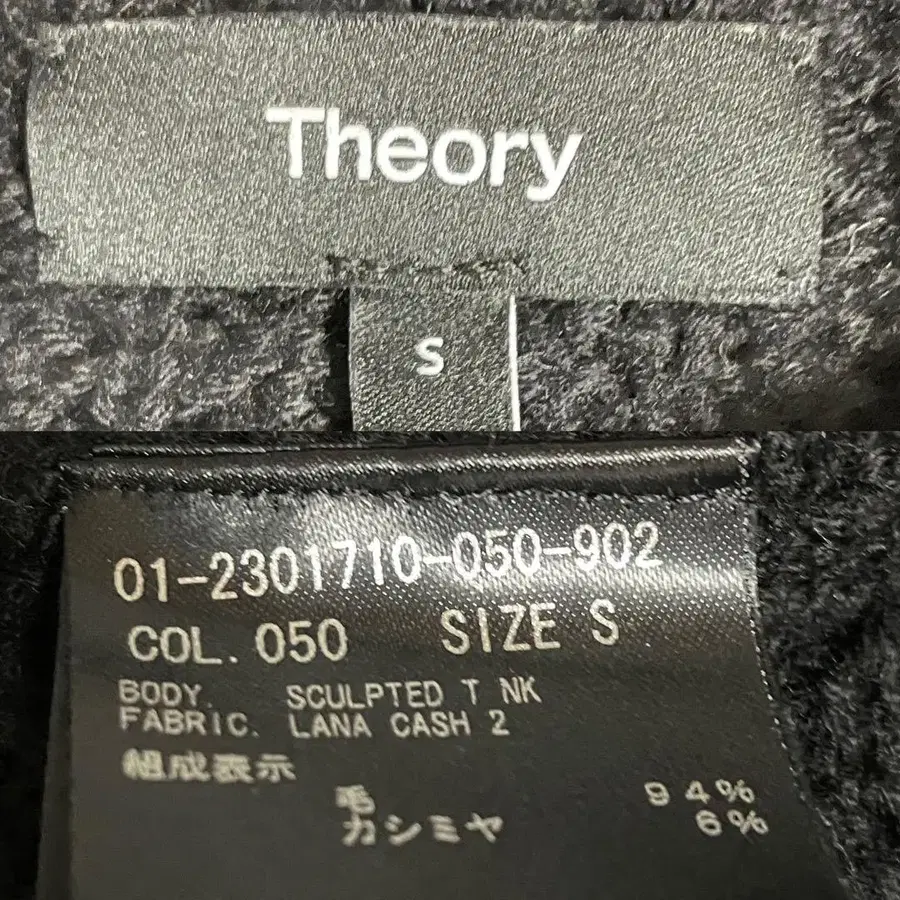 Theory
S
01-2301710-050-902
COL. 050 SIZE S
BODY. SCULPTED T NK
FABRIC. LANA CASH 2
組成表示
毛 94%
カシミヤ 6%